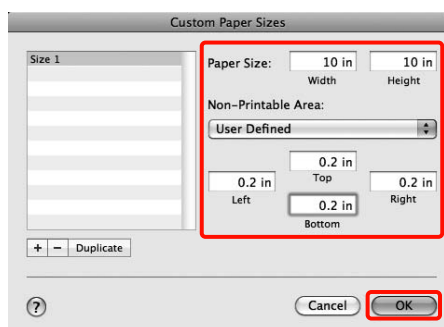 Custom Paper Sizes
Size 1
Paper Size: 10 in 10 in
Width Height
Non-Printable Area:
User Defined
0.2 in
Top
0.2 in 0.2 in
Left Right
0.2 in
Bottom
+ − Duplicate
? Cancel OK